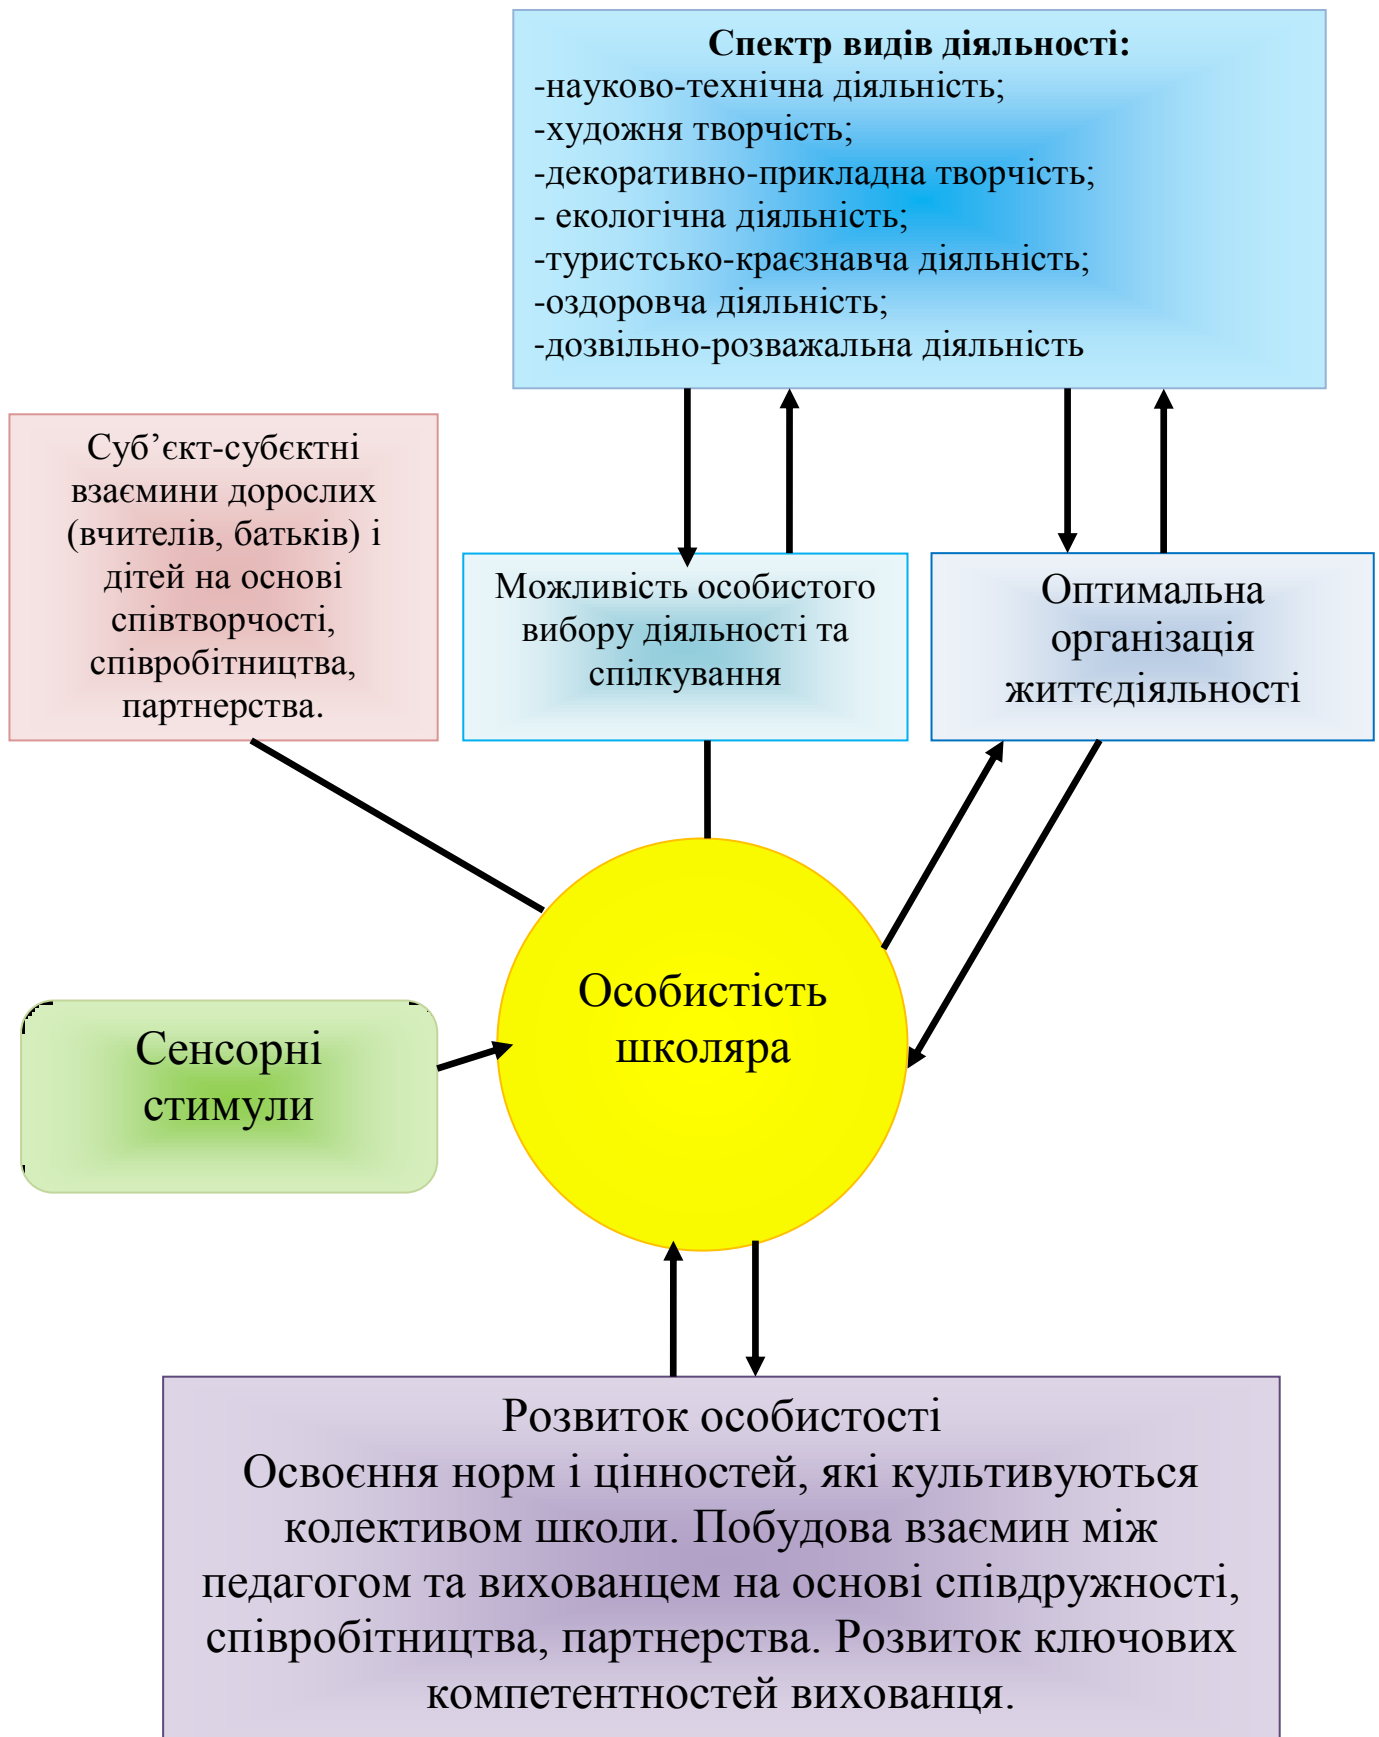 Спектр видів діяльності:
-науково-технічна діяльність;
-художня творчість;
-декоративно-прикладна творчість;
- екологічна діяльність;
-туристсько-краєзнавча діяльність;
-оздоровча діяльність;
-дозвільно-розважальна діяльність
Суб’єкт-субєктні
взаємини дорослих
(вчителів, батьків) і
дітей на основі
співтворчості,
співробітництва,
партнерства.
Можливість особистого
вибору діяльності та
спілкування
Оптимальна
організація
життєдіяльності
Особистість
школяра
Сенсорні
стимули
Розвиток особистості
Освоєння норм і цінностей, які культивуються
колективом школи. Побудова взаємин між
педагогом та вихованцем на основі співдружності,
співробітництва, партнерства. Розвиток ключових
компетентностей вихованця.